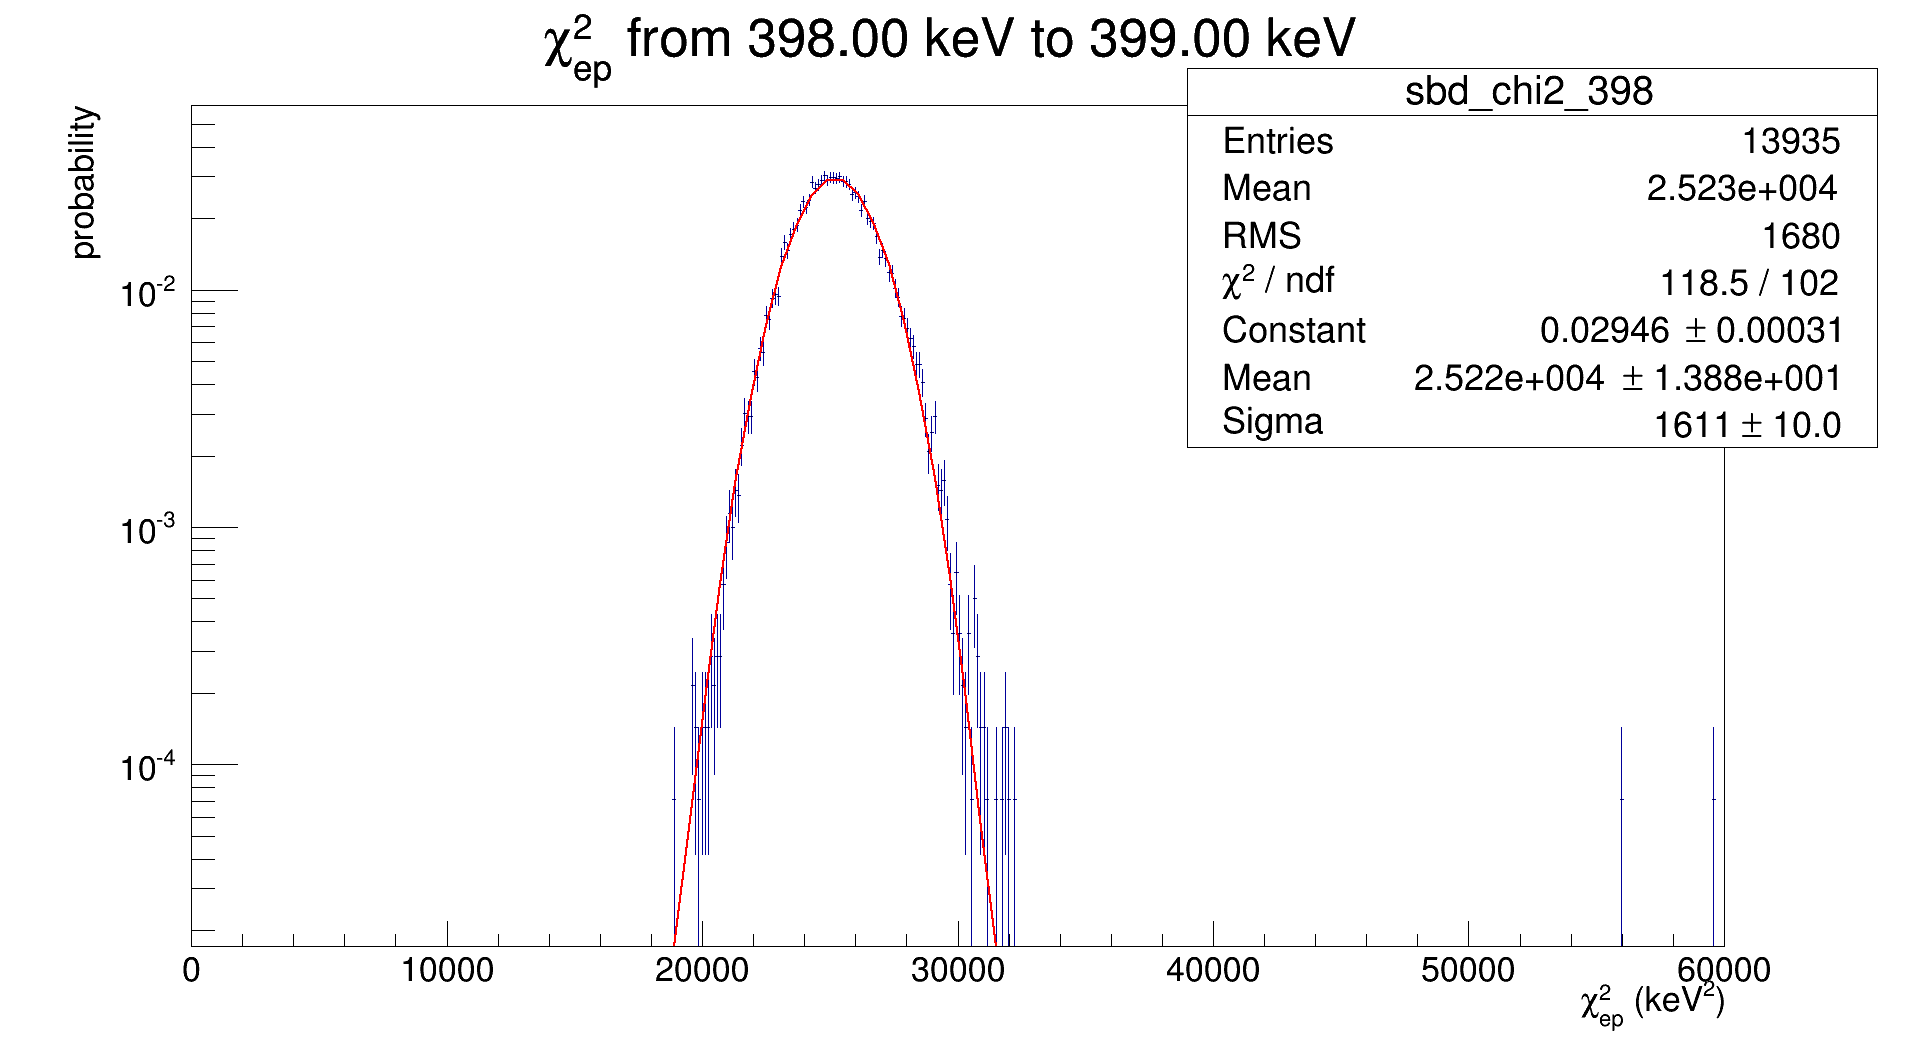 χ²ep from 398.00 keV to 399.00 keV
sbd_chi2_398
Entries 13935
Mean 2.523e+004
RMS 1680
χ² / ndf 118.5 / 102
Constant 0.02946 ± 0.00031
Mean 2.522e+004 ± 1.388e+001
Sigma 1611 ± 10.0
probability
10⁻²
10⁻³
10⁻⁴
0 10000 20000 30000 40000 50000 60000
χ²ep (keV²)